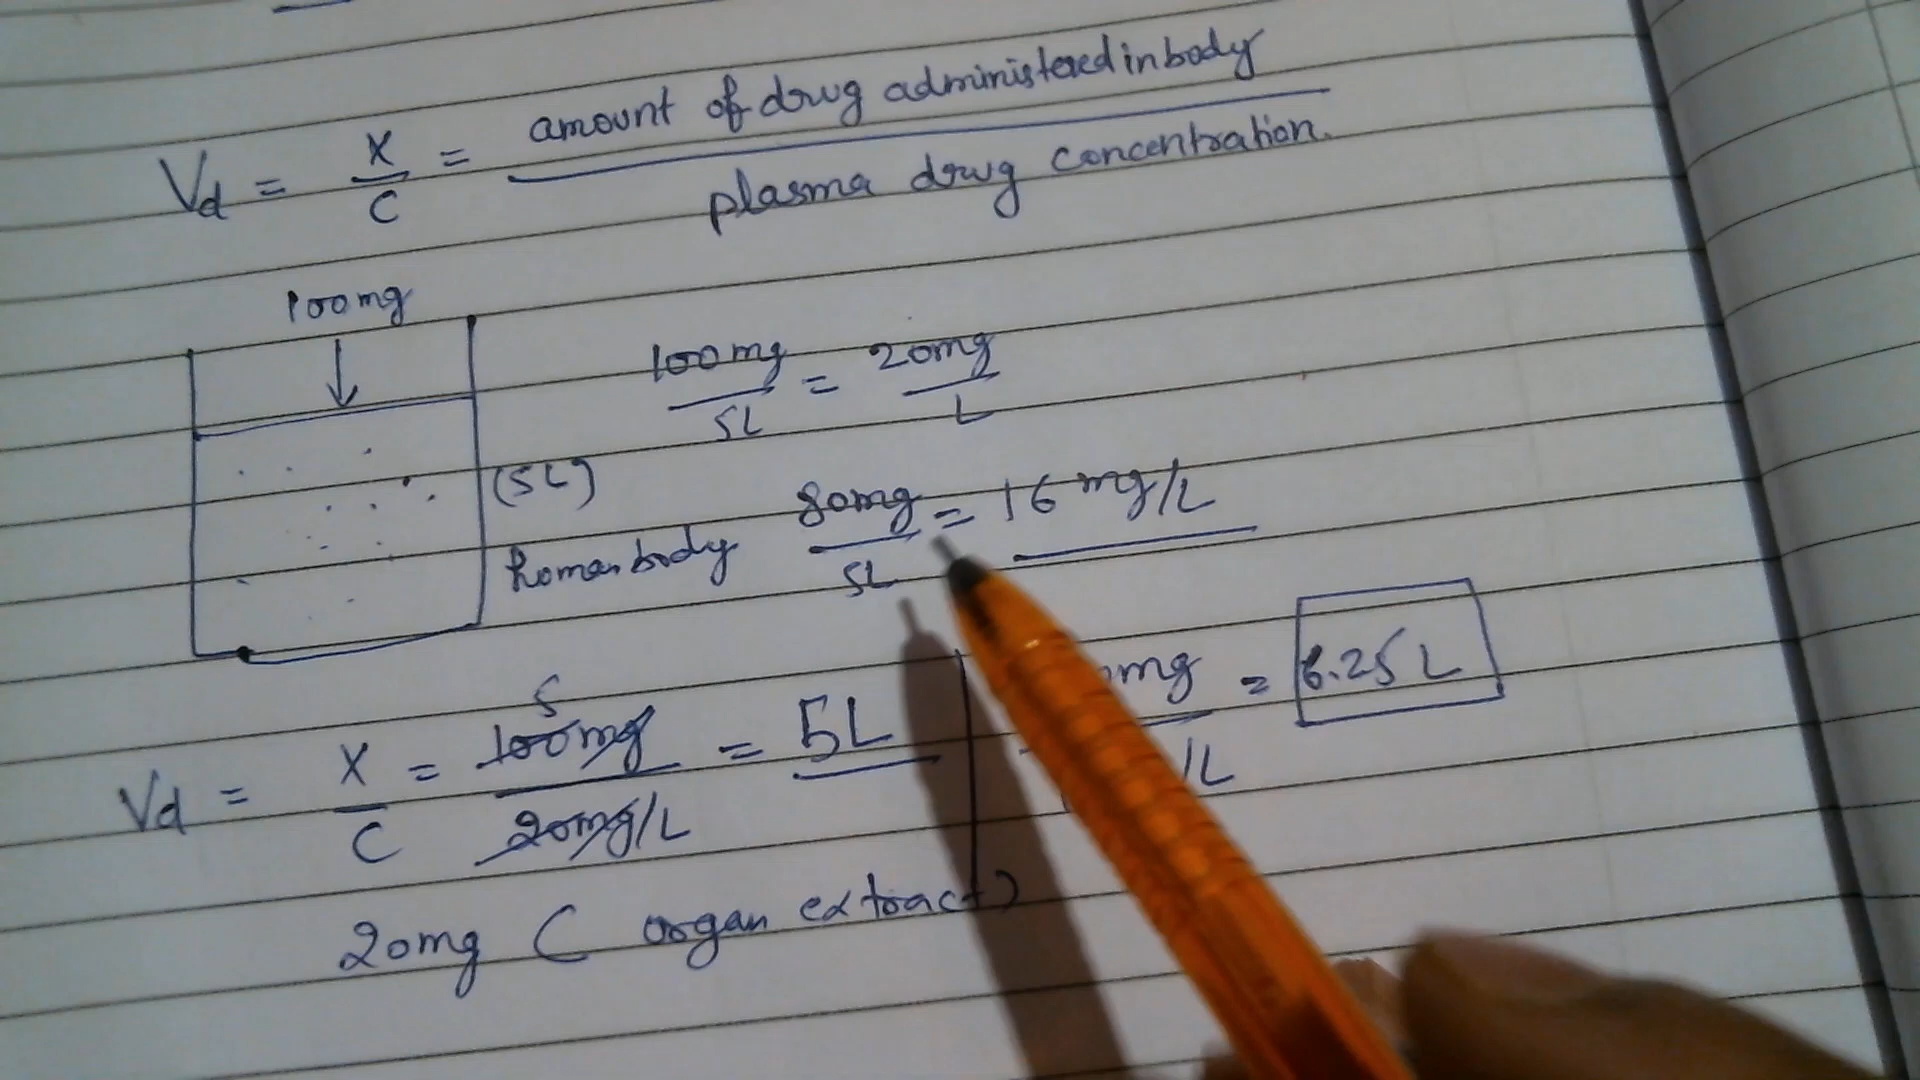 Vd = X/C = amount of drug administered in body / plasma drug concentration.
100mg
100mg/5L = 20mg/L
(5L)
human body 80mg/5L = 16 mg/L
mg/L = 6.25 L
Vd = X/C = 5 100mg/20mg/L = 5L
20mg (organ extract)